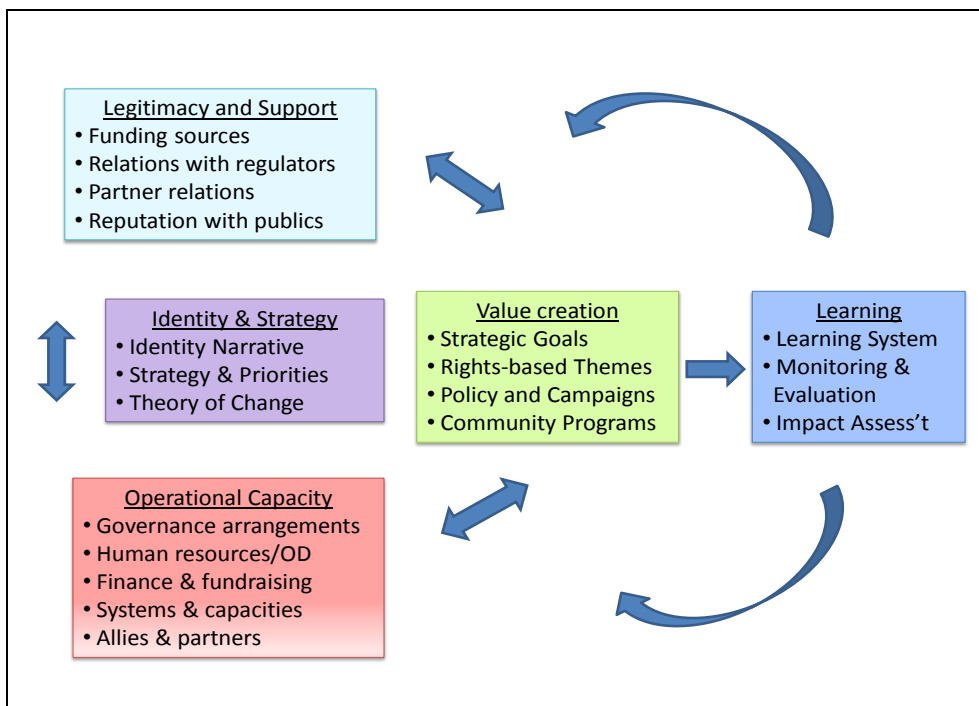 Legitimacy and Support
• Funding sources
• Relations with regulators
• Partner relations
• Reputation with publics
Identity & Strategy
• Identity Narrative
• Strategy & Priorities
• Theory of Change
Value creation
• Strategic Goals
• Rights-based Themes
• Policy and Campaigns
• Community Programs
Learning
• Learning System
• Monitoring &
Evaluation
• Impact Assess’t
Operational Capacity
• Governance arrangements
• Human resources/OD
• Finance & fundraising
• Systems & capacities
• Allies & partners